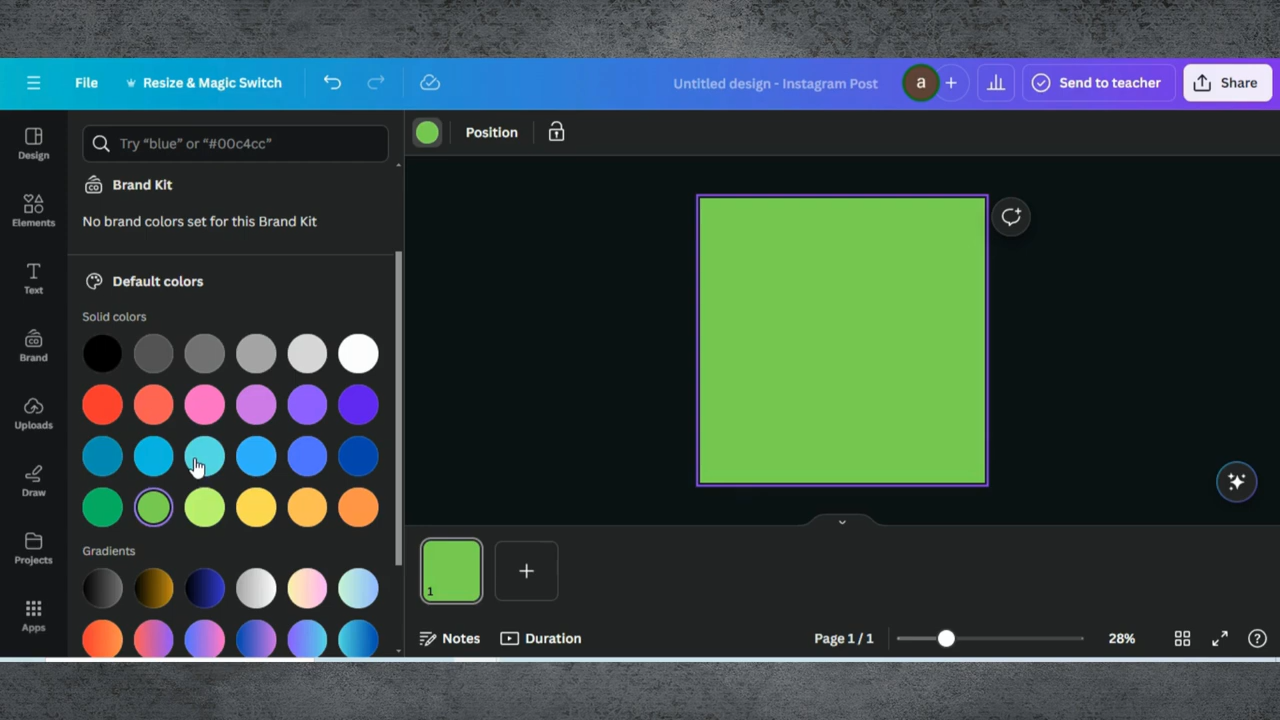 File
Resize & Magic Switch
Untitled design - Instagram Post
a
Send to teacher
Share
Design
Elements
Text
Brand
Uploads
Draw
Projects
Apps
Try “blue” or “#00c4cc”
CO
Brand Kit
No brand colors set for this Brand Kit
Default colors
Solid colors
Gradients
Position
1
Notes
Duration
Page 1 / 1
28%